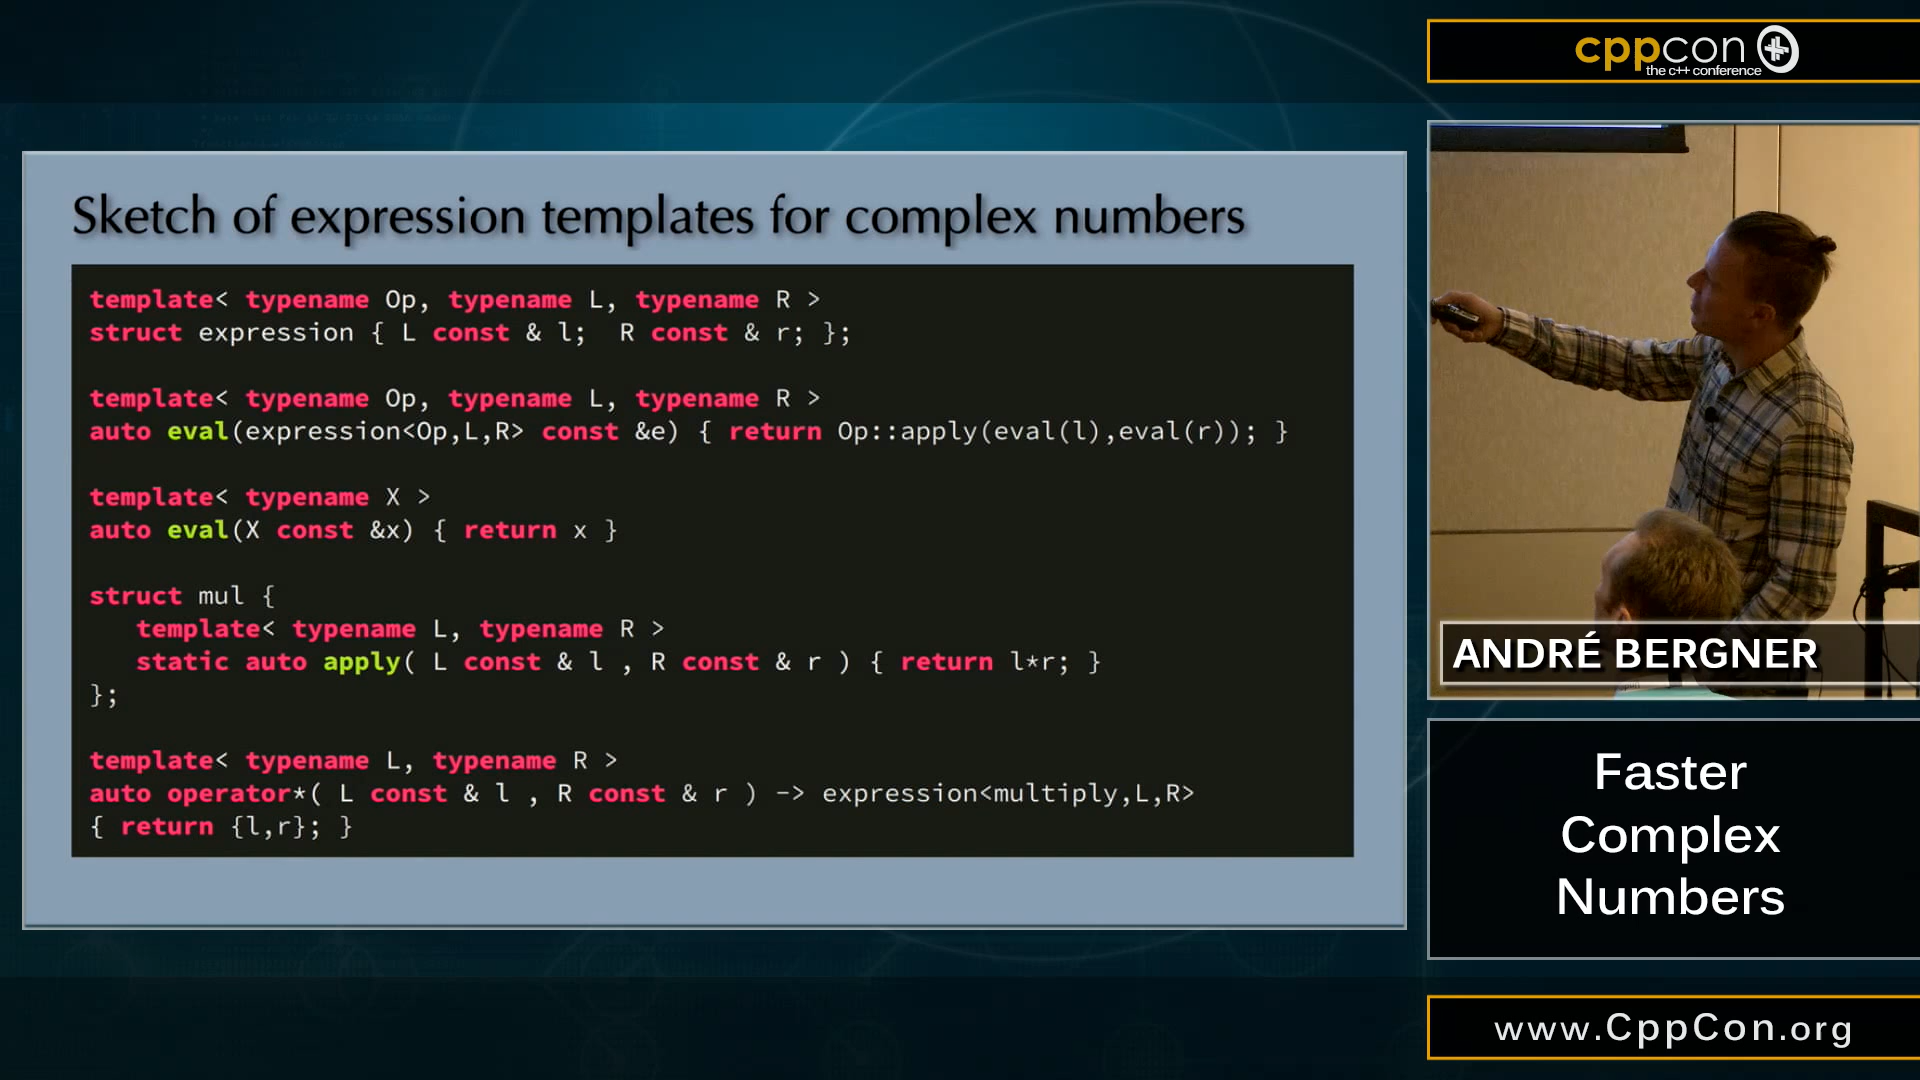 cppcon
the c++ conference
Sketch of expression templates for complex numbers
template< typename Op, typename L, typename R >
struct expression { L const & l;  R const & r; };
template< typename Op, typename L, typename R >
auto eval(expression<Op,L,R> const &e) { return Op::apply(eval(l),eval(r)); }
template< typename X >
auto eval(X const &x) { return x }
struct mul {
   template< typename L, typename R >
   static auto apply( L const & l , R const & r ) { return l*r; }
};
template< typename L, typename R >
auto operator*( L const & l , R const & r ) -> expression<multiply,L,R>
{ return {l,r}; }
ANDRÉ BERGNER
Faster
Complex
Numbers
www.CppCon.org